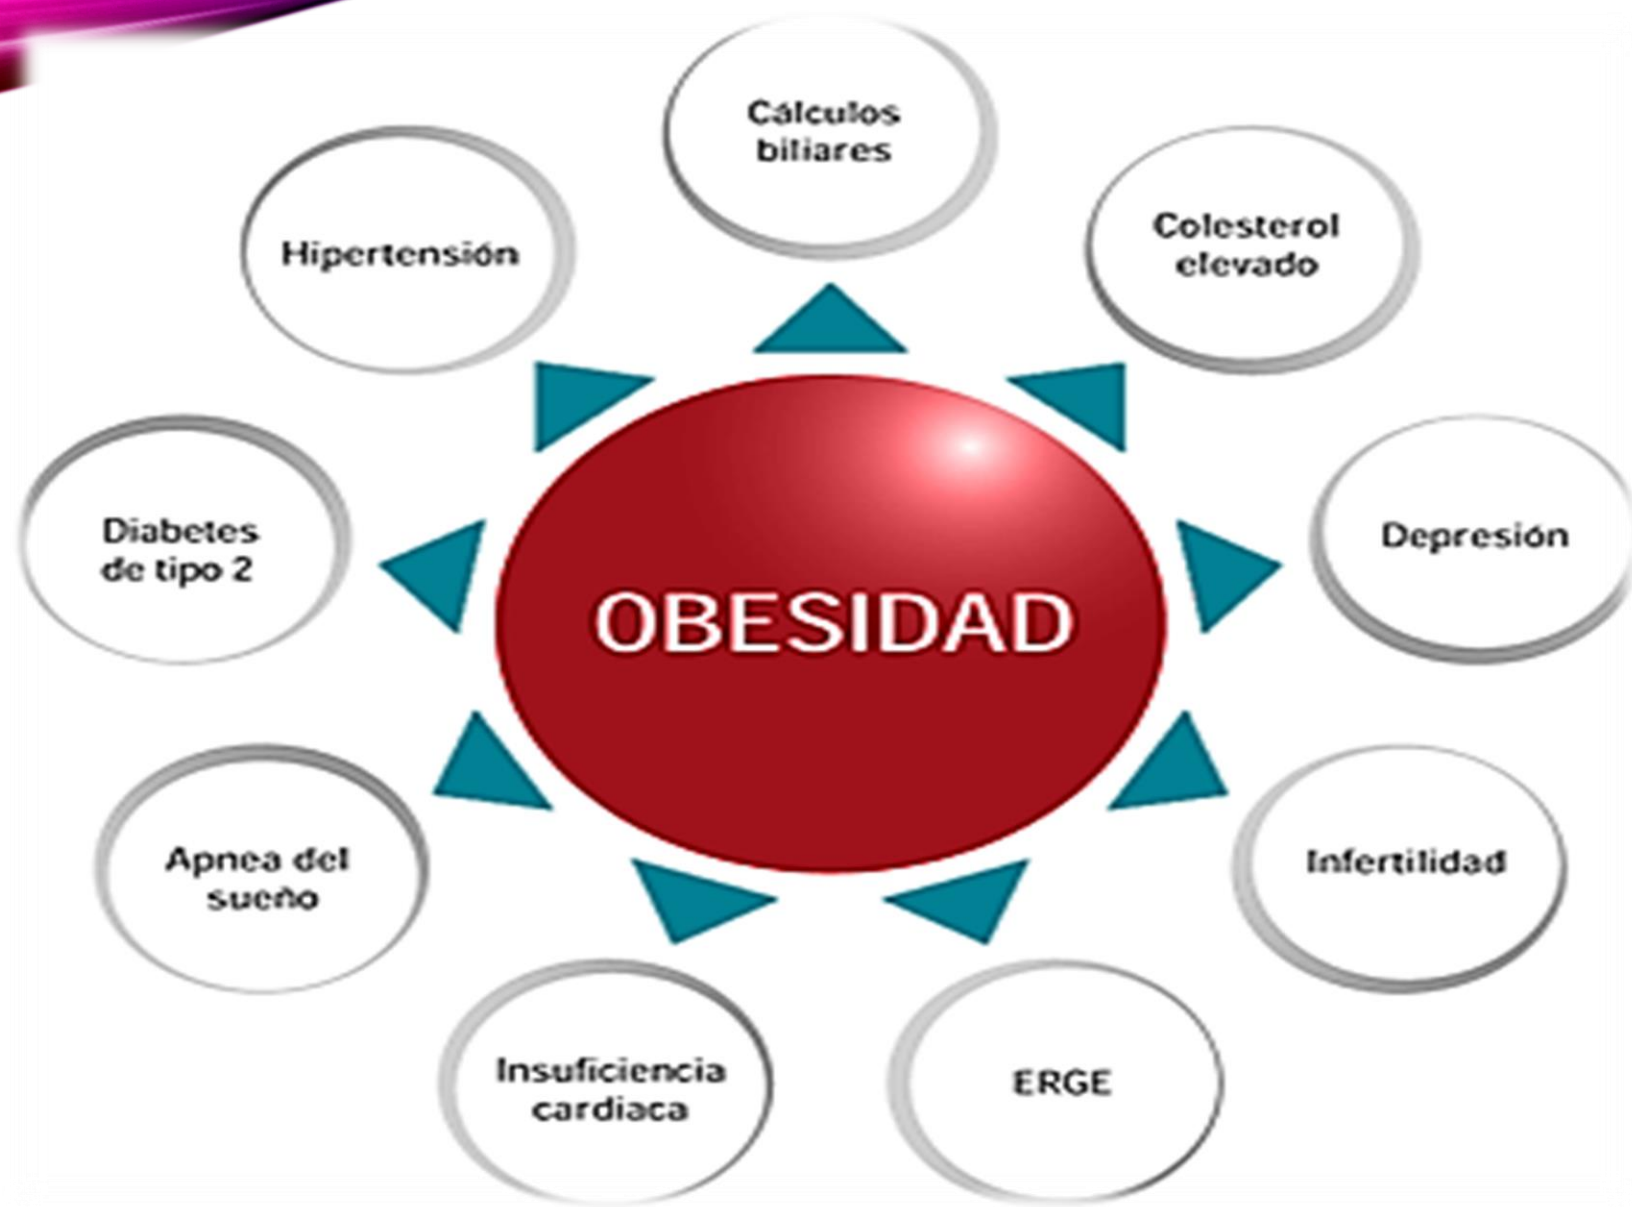 Cálculos
biliares
Colesterol
elevado
Hipertensión
Depresión
Diabetes
de tipo 2
OBESIDAD
Infertilidad
Apnea del
sueño
Insuficiencia
cardiaca
ERGE